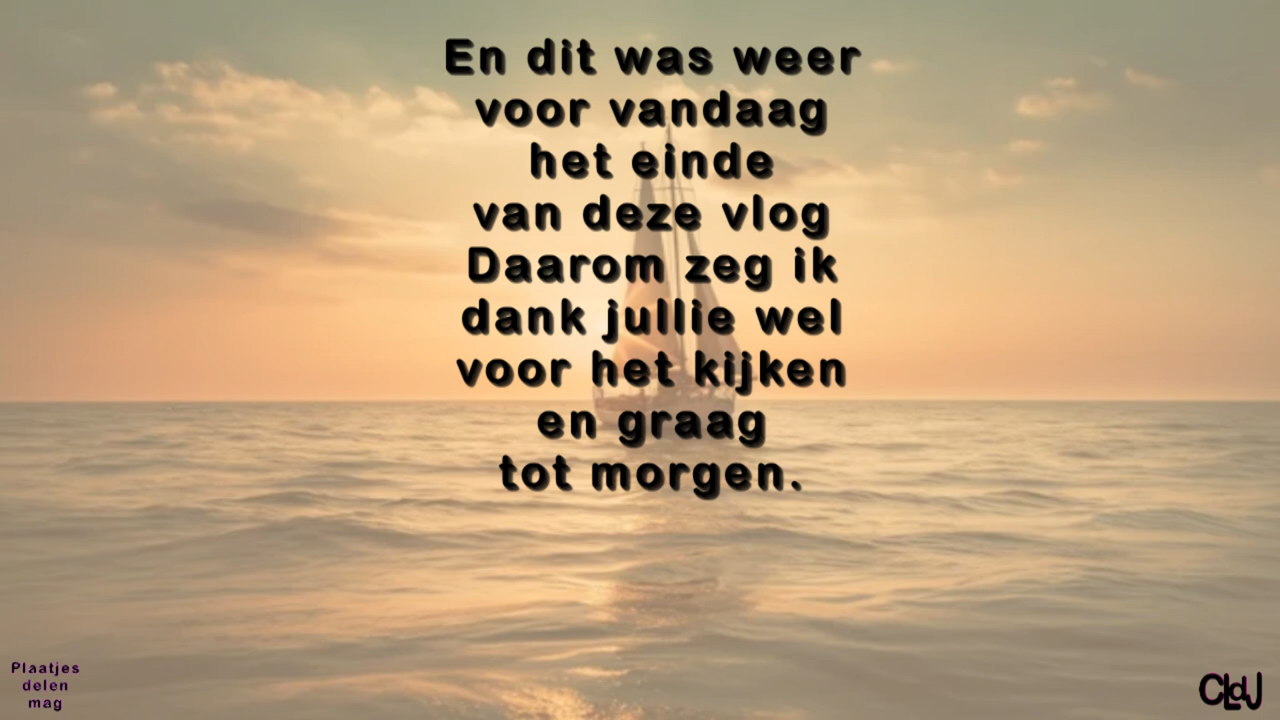 En dit was weer
voor vandaag
het einde
van deze vlog
Daarom zeg ik
dank jullie wel
voor het kijken
en graag
tot morgen.
Plaatjes
delen
mag
CLdJ